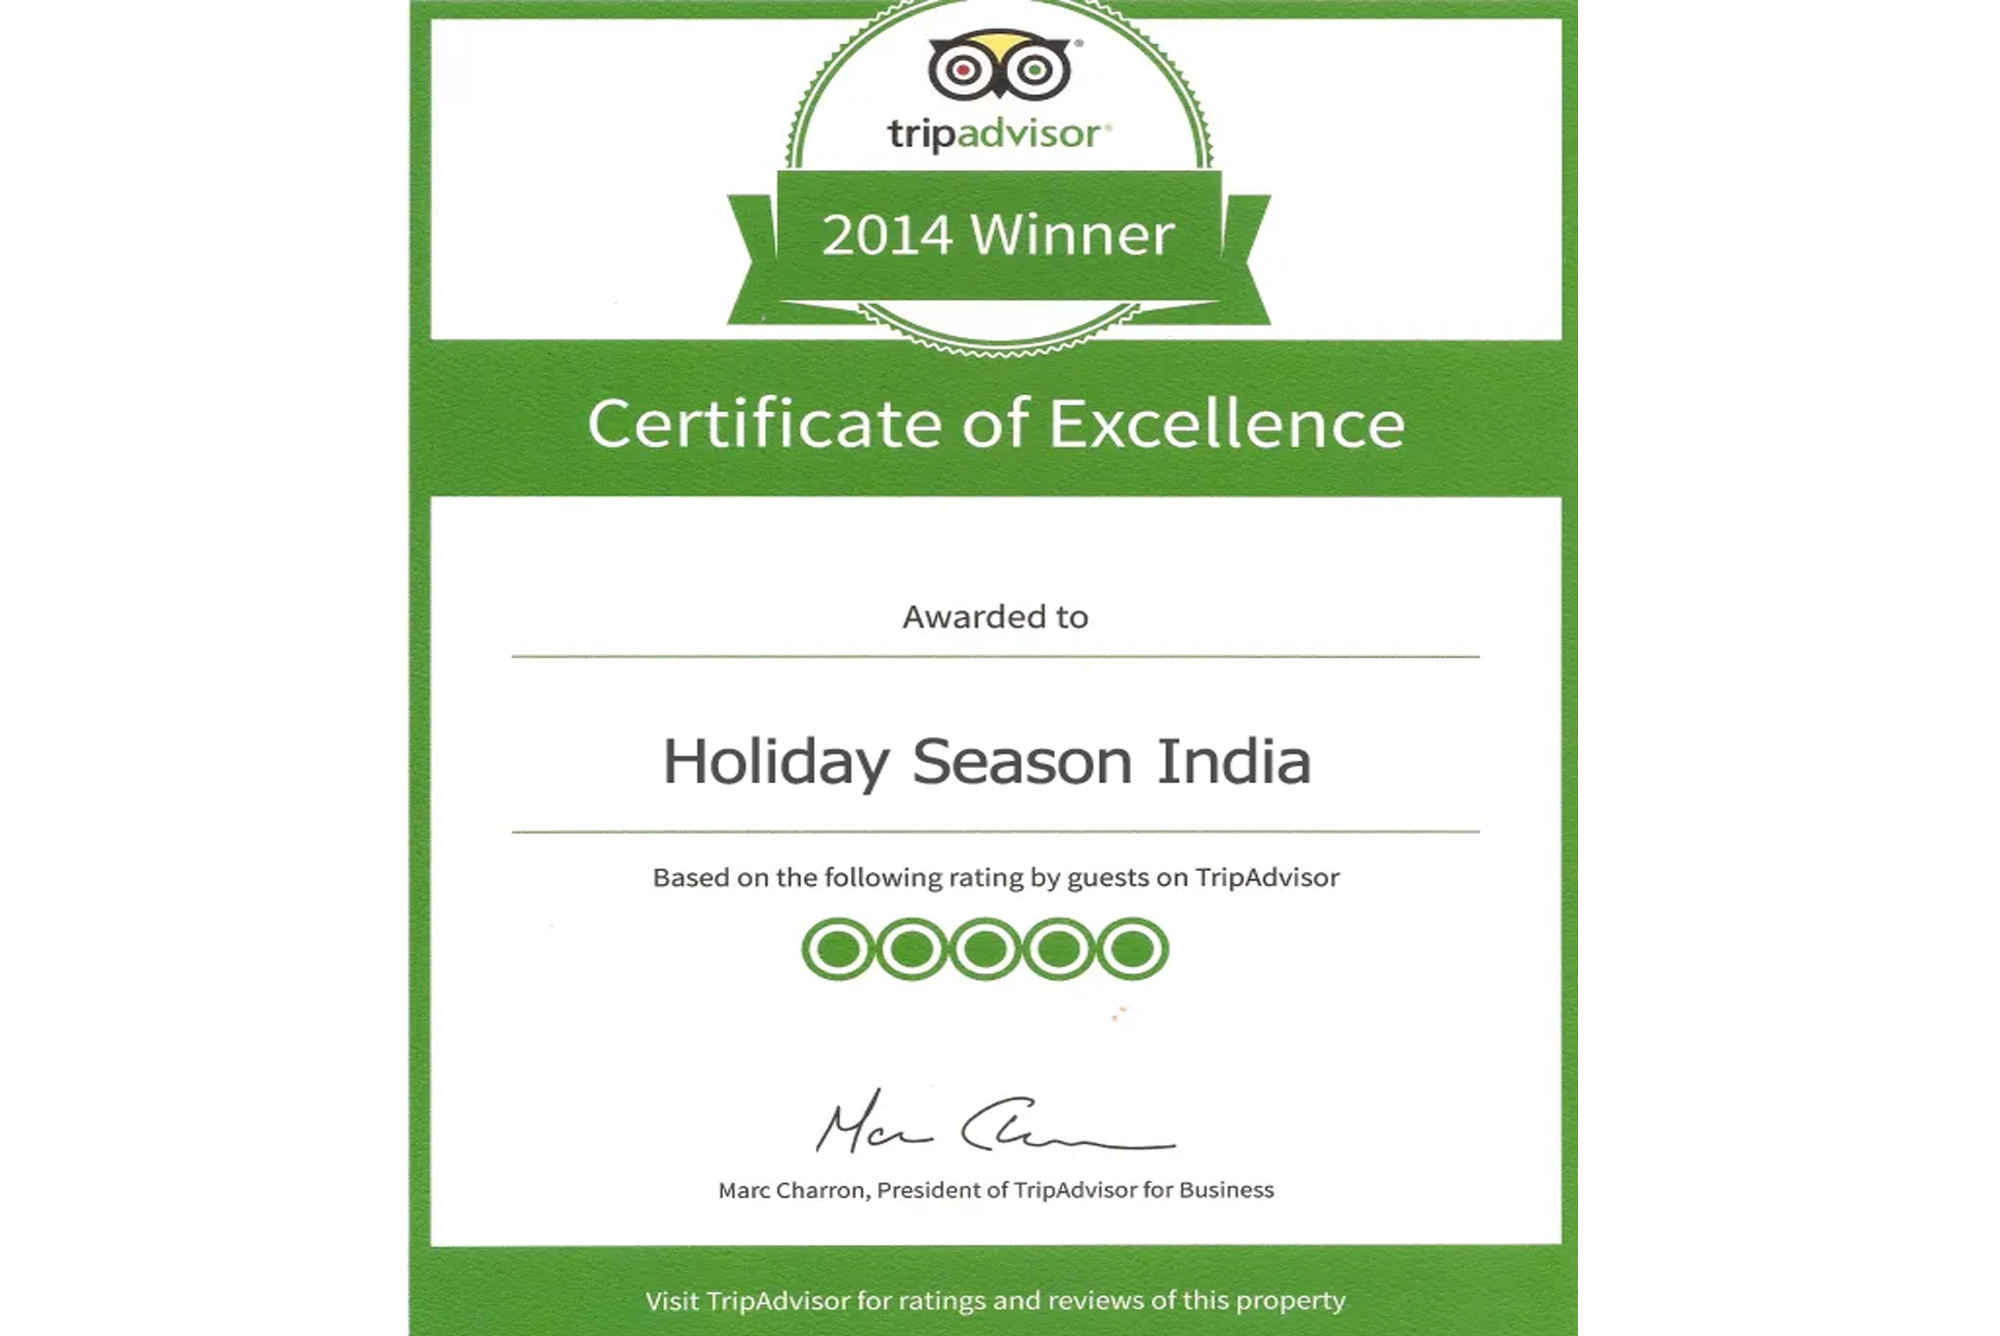 tripadvisor®
2014 Winner
Certificate of Excellence
Awarded to
Holiday Season India
Based on the following rating by guests on TripAdvisor
Marc Charron
Marc Charron, President of TripAdvisor for Business
Visit TripAdvisor for ratings and reviews of this property